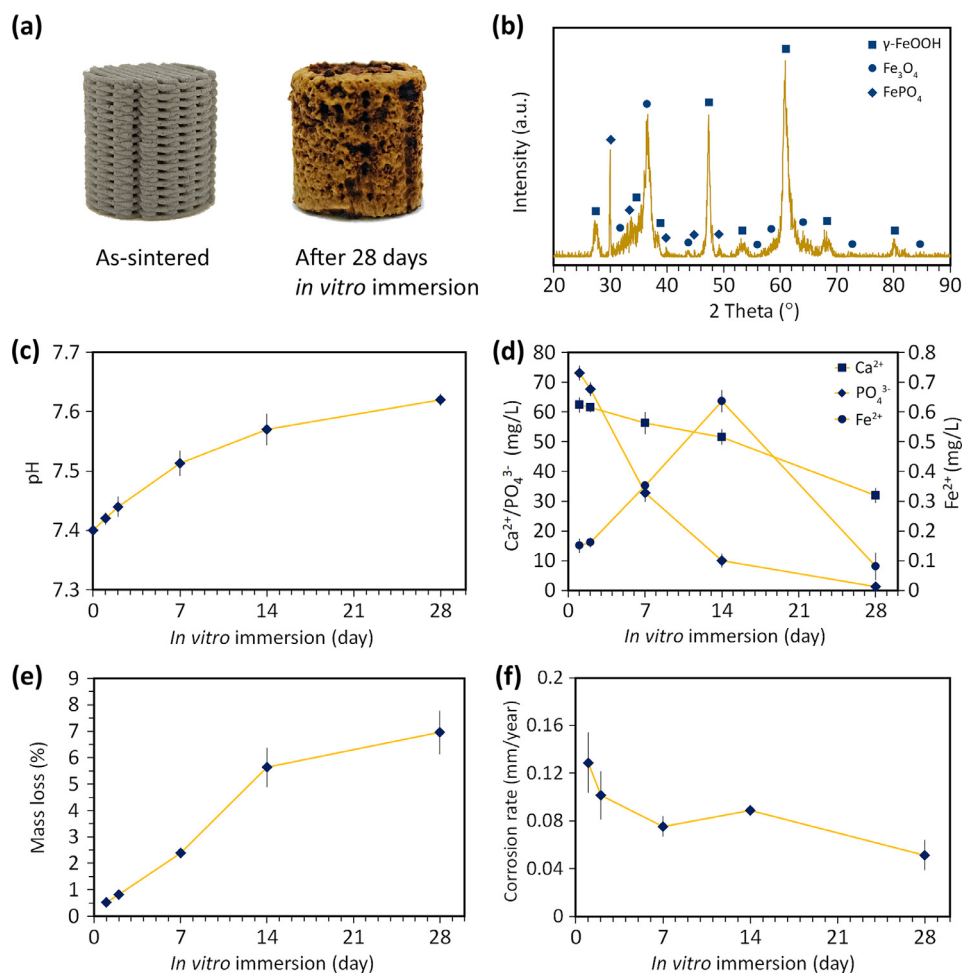 (a)
As-sintered
After 28 days
in vitro immersion
(b)
Intensity (a.u.)
γ-FeOOH
Fe₃O₄
FePO₄
20 30 40 50 60 70 80 90
2 Theta (°)
(c)
pH
7.7
7.6
7.5
7.4
7.3
0 7 14 21 28
In vitro immersion (day)
(d)
Ca²⁺/PO₄³⁻ (mg/L)
80
70
60
50
40
30
20
10
0
Ca²⁺
PO₄³⁻
Fe²⁺
0.8
0.7
0.6
0.5
0.4
0.3
0.2
0.1
0
Fe²⁺ (mg/L)
0 7 14 21 28
In vitro immersion (day)
(e)
Mass loss (%)
9
8
7
6
5
4
3
2
1
0
0 7 14 21 28
In vitro immersion (day)
(f)
Corrosion rate (mm/year)
0.2
0.16
0.12
0.08
0.04
0 7 14 21 28
In vitro immersion (day)